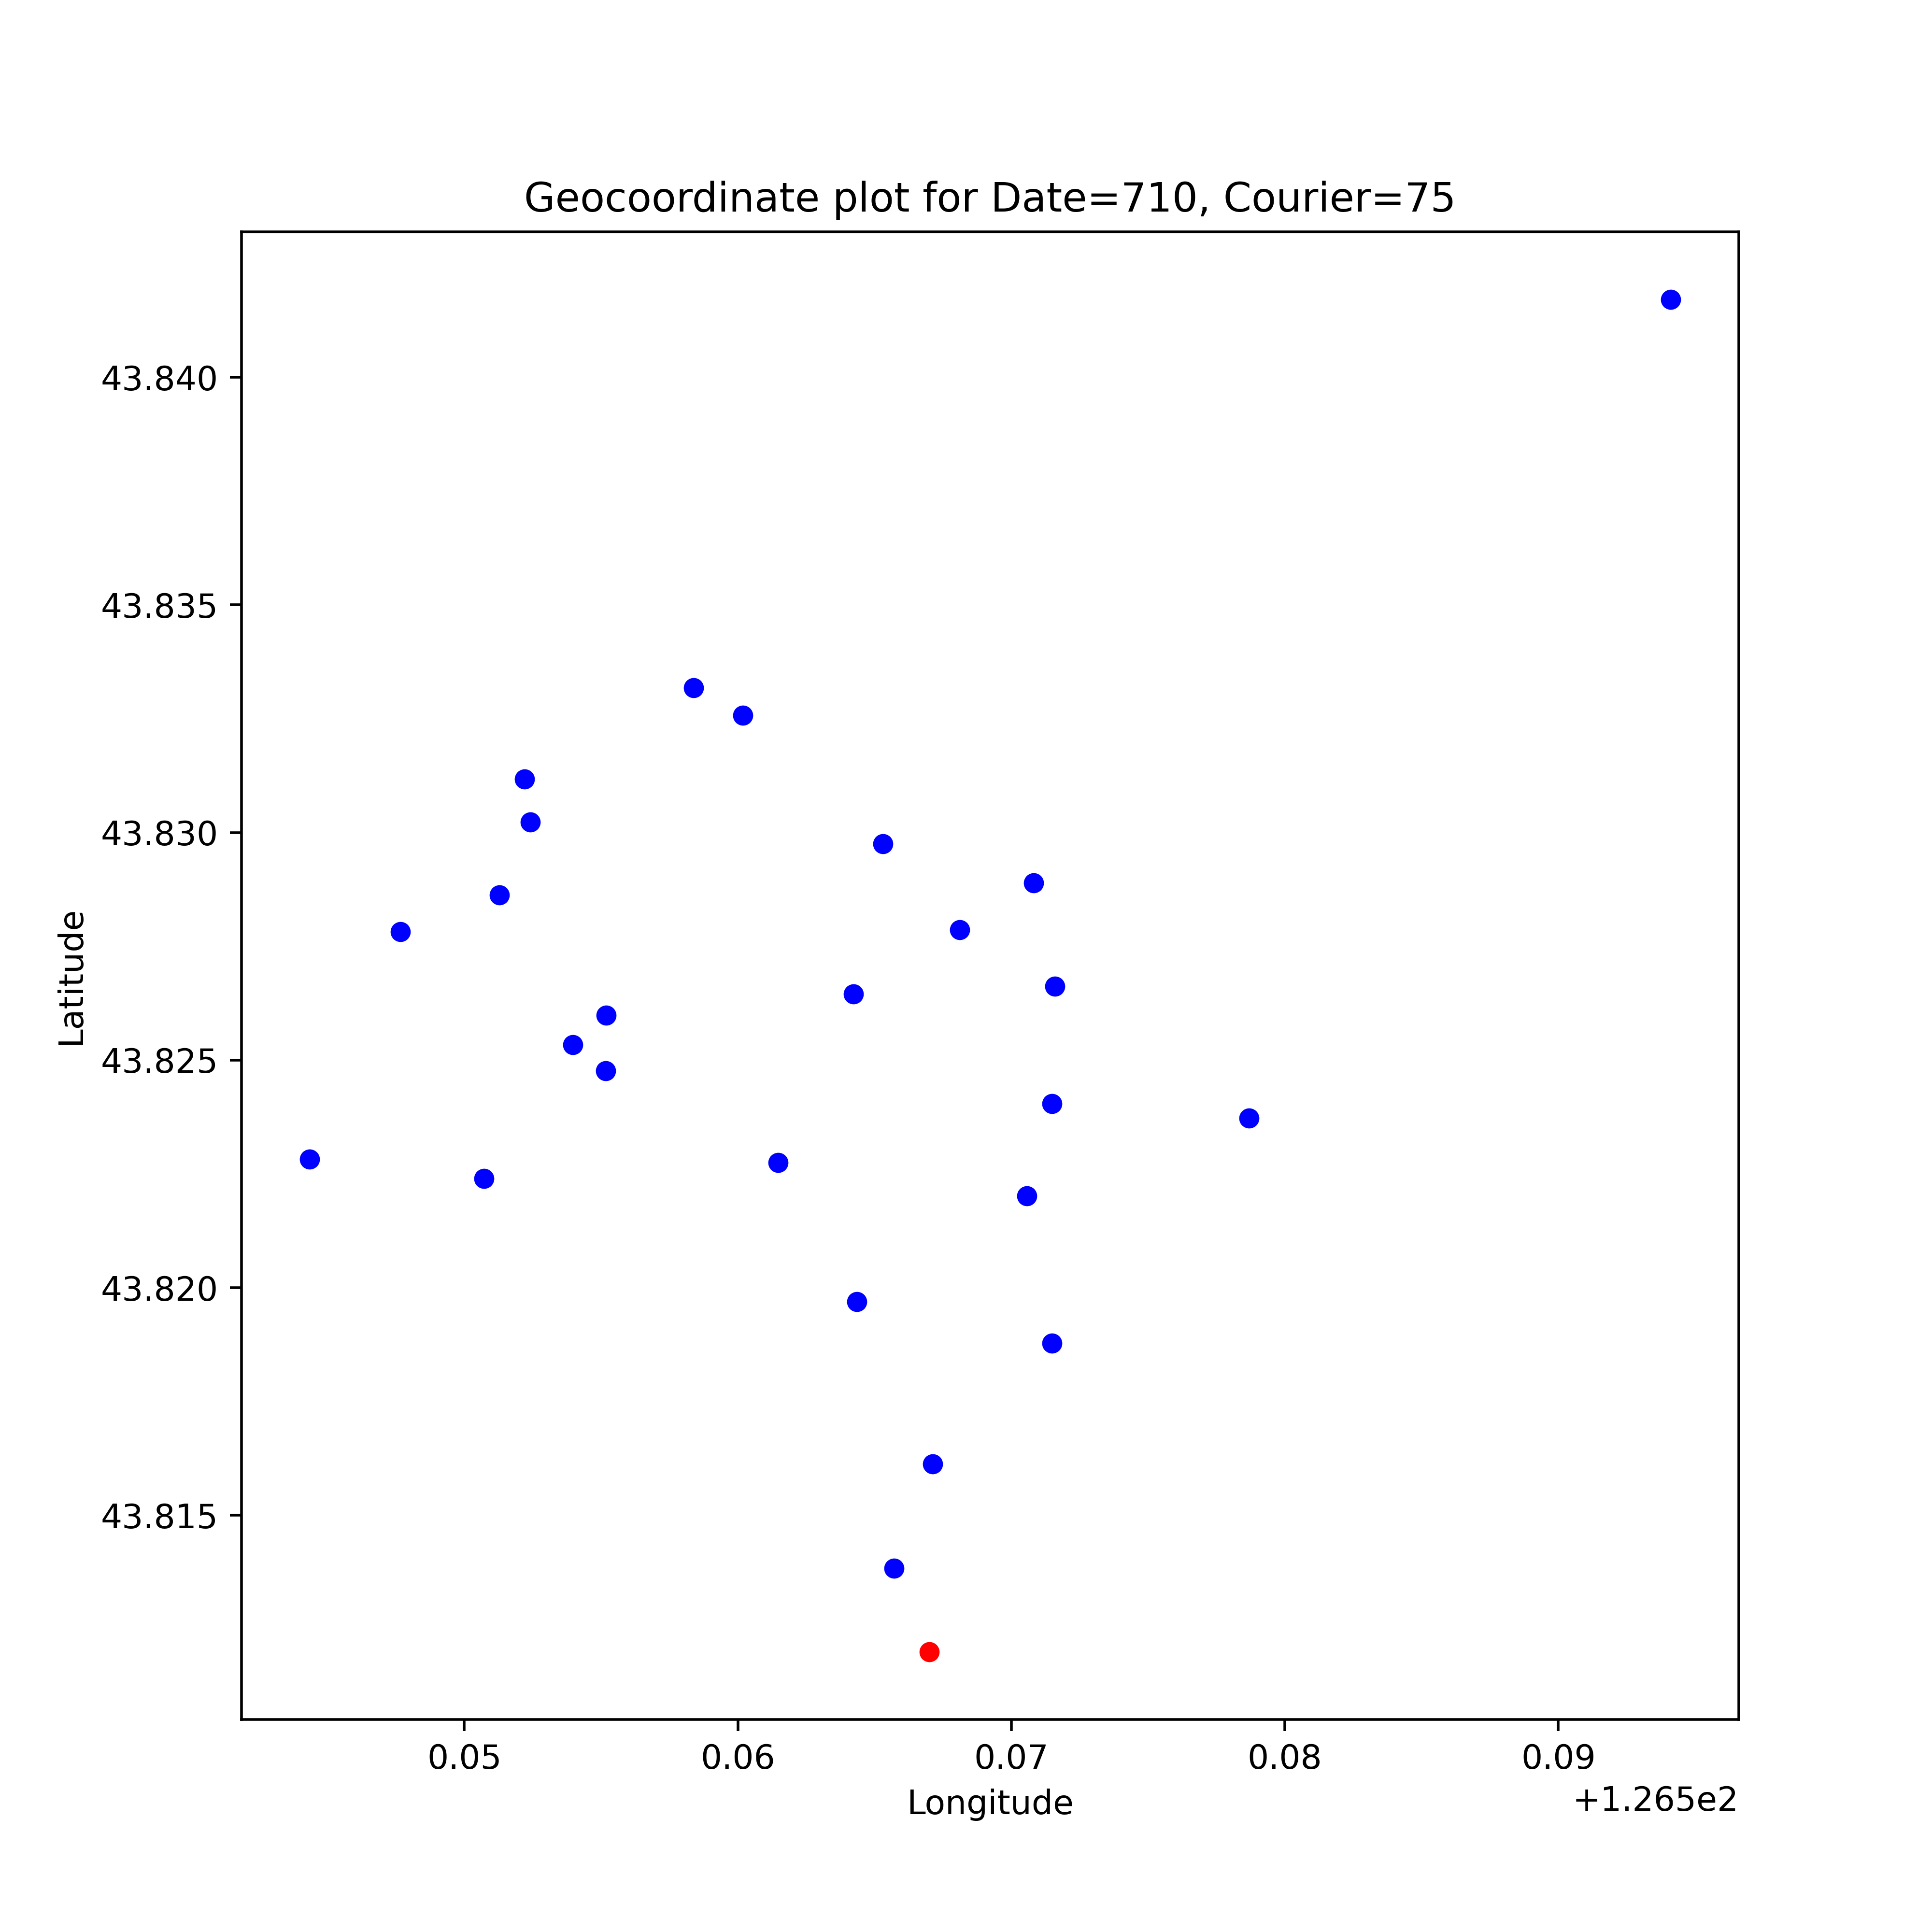 Geocoordinate plot for Date=710, Courier=75
43.840
43.835
43.830
43.825
43.820
43.815
Latitude
0.05 0.06 0.07 0.08 0.09
Longitude
+1.265e2